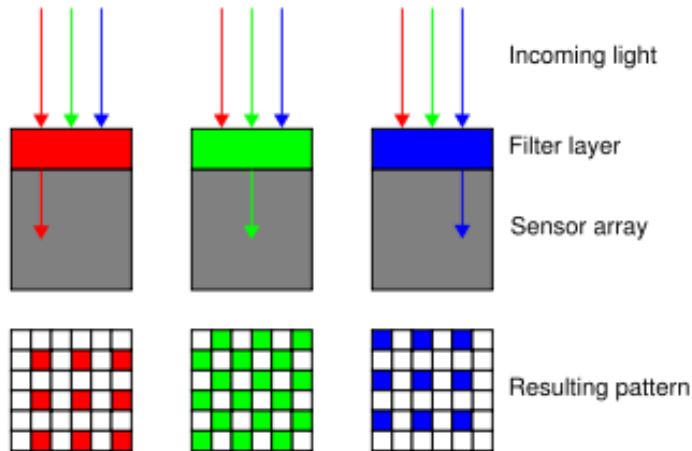 Incoming light
Filter layer
Sensor array
Resulting pattern